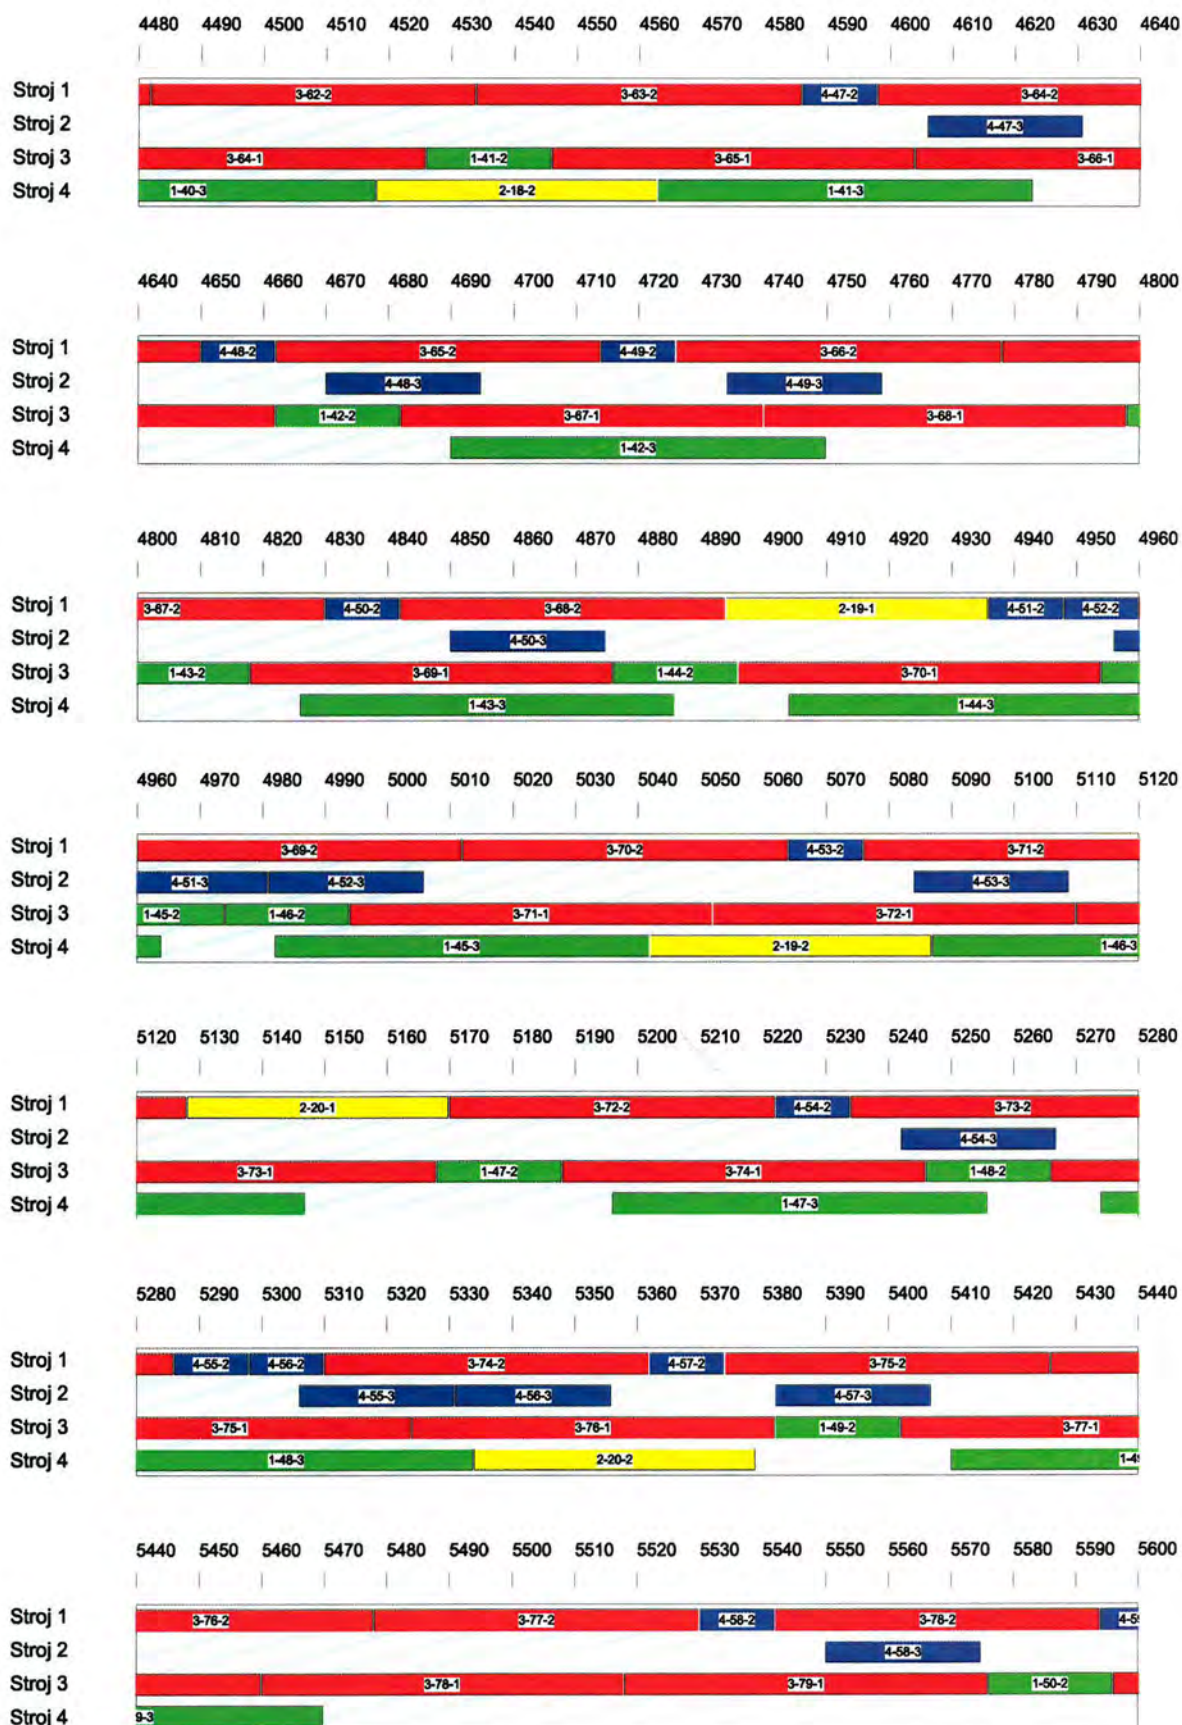 4480 4490 4500 4510 4520 4530 4540 4550 4560 4570 4580 4590 4600 4610 4620 4630 4640
Stroj 1 3-62-2 3-63-2 4-47-2 3-64-2
Stroj 2 4-47-3
Stroj 3 3-64-1 1-41-2 3-65-1 3-66-1
Stroj 4 1-40-3 2-18-2 1-41-3
4640 4650 4660 4670 4680 4690 4700 4710 4720 4730 4740 4750 4760 4770 4780 4790 4800
Stroj 1 4-48-2 3-65-2 4-49-2 3-66-2
Stroj 2 4-48-3 4-49-3
Stroj 3 1-42-2 3-67-1 3-68-1
Stroj 4 1-42-3
4800 4810 4820 4830 4840 4850 4860 4870 4880 4890 4900 4910 4920 4930 4940 4950 4960
Stroj 1 3-67-2 4-50-2 3-68-2 2-19-1 4-51-2 4-52-2
Stroj 2 4-50-3
Stroj 3 1-43-2 3-69-1 1-44-2 3-70-1
Stroj 4 1-43-3 1-44-3
4960 4970 4980 4990 5000 5010 5020 5030 5040 5050 5060 5070 5080 5090 5100 5110 5120
Stroj 1 3-69-2 3-70-2 4-53-2 3-71-2
Stroj 2 4-51-3 4-52-3 4-53-3
Stroj 3 1-45-2 1-46-2 3-71-1 3-72-1
Stroj 4 1-45-3 2-19-2 1-46-3
5120 5130 5140 5150 5160 5170 5180 5190 5200 5210 5220 5230 5240 5250 5260 5270 5280
Stroj 1 2-20-1 3-72-2 4-54-2 3-73-2
Stroj 2 4-54-3
Stroj 3 3-73-1 1-47-2 3-74-1 1-48-2
Stroj 4 1-47-3
5280 5290 5300 5310 5320 5330 5340 5350 5360 5370 5380 5390 5400 5410 5420 5430 5440
Stroj 1 4-55-2 4-56-2 3-74-2 4-57-2 3-75-2
Stroj 2 4-55-3 4-56-3 4-57-3
Stroj 3 3-75-1 3-76-1 1-49-2 3-77-1
Stroj 4 1-48-3 2-20-2
5440 5450 5460 5470 5480 5490 5500 5510 5520 5530 5540 5550 5560 5570 5580 5590 5600
Stroj 1 3-76-2 3-77-2 4-58-2 3-78-2
Stroj 2 4-58-3
Stroj 3 3-78-1 3-79-1 1-50-2
Stroj 4 9-3